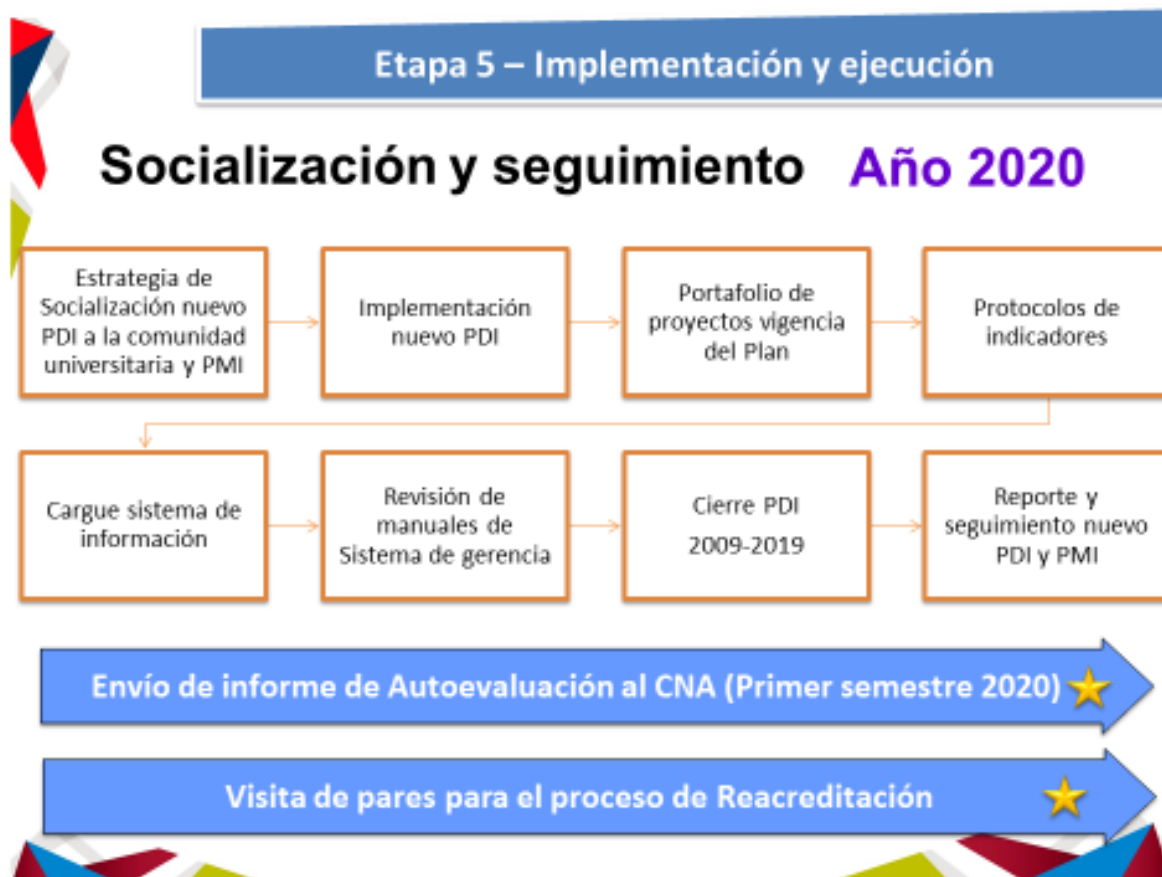 Etapa 5 – Implementación y ejecución
Socialización y seguimiento Año 2020
Estrategia de
Socialización nuevo
PDI a la comunidad
universitaria y PMI
Implementación
nuevo PDI
Portafolio de
proyectos vigencia
del Plan
Protocolos de
indicadores
Cargue sistema de
información
Revisión de
manuales de
Sistema de gerencia
Cierre PDI
2009-2019
Reporte y
seguimiento nuevo
PDI y PMI
Envío de informe de Autoevaluación al CNA (Primer semestre 2020)
Visita de pares para el proceso de Reacreditación